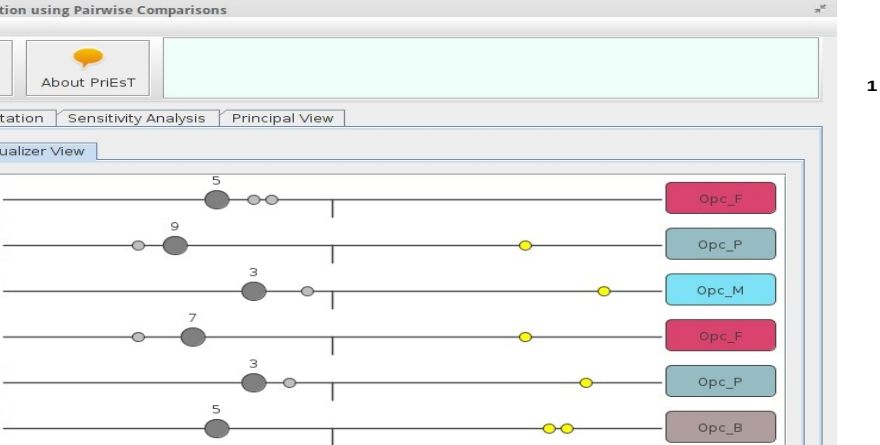 tion using Pairwise Comparisons
About PriEsT
1
tation Sensitivity Analysis Principal View
ualizer View
5
Opc_F
9
Opc_P
3
Opc_M
7
Opc_F
3
Opc_P
5
Opc_B